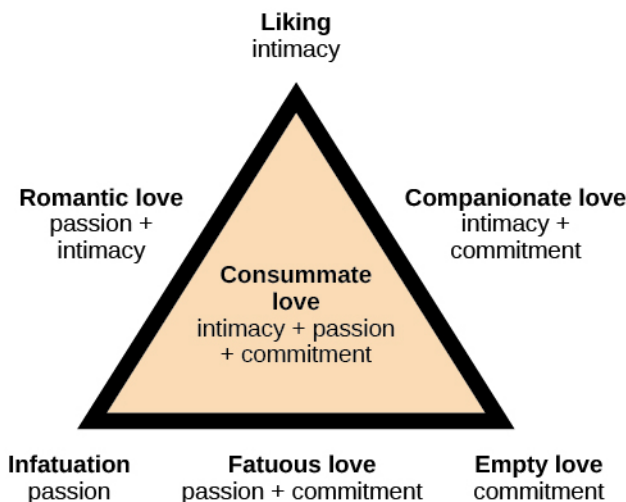 Liking
intimacy
Romantic love
passion +
intimacy
Companionate love
intimacy +
commitment
Consummate
love
intimacy + passion
+ commitment
Infatuation
passion
Fatuous love
passion + commitment
Empty love
commitment